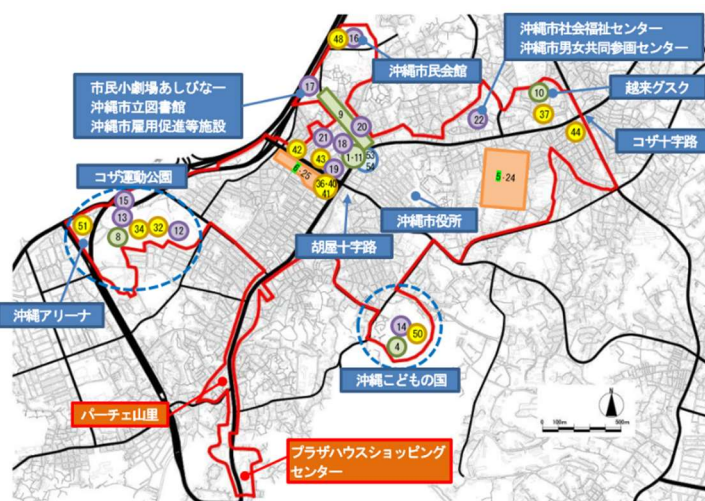 沖縄市社会福祉センター
沖縄市男女共同参画センター
48
16
沖縄市民会館
17
市民小劇場あしびなー
沖縄市立図書館
沖縄市雇用促進等施設
越来グスク
10
37
22
44
コザ十字路
9
20
21
18
42
43
1-11
53
54
19
6-25
36-40
41
5-24
コザ運動公園
沖縄市役所
胡屋十字路
15
13
51
34
32
12
8
沖縄アリーナ
14
50
4
沖縄こどもの国
パーチェ山里
プラザハウスショッピング
センター
N
0 100m 500m